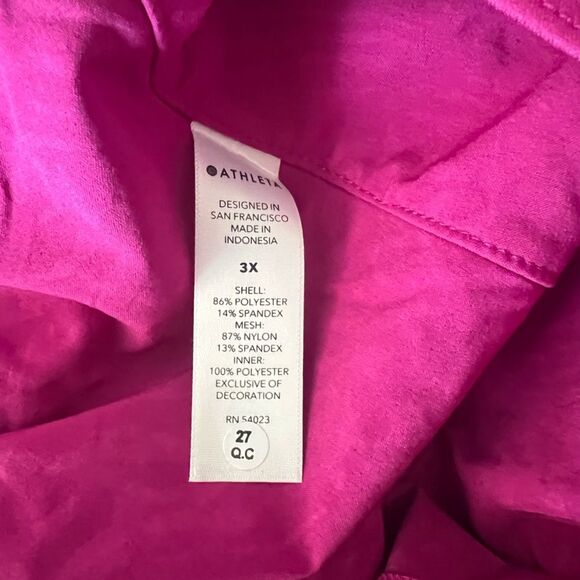 ATHLETA
DESIGNED IN
SAN FRANCISCO
MADE IN
INDONESIA
3X
SHELL:
86% POLYESTER
14% SPANDEX
MESH:
87% NYLON
13% SPANDEX
INNER:
100% POLYESTER
EXCLUSIVE OF
DECORATION
RN 54023
27
Q.C